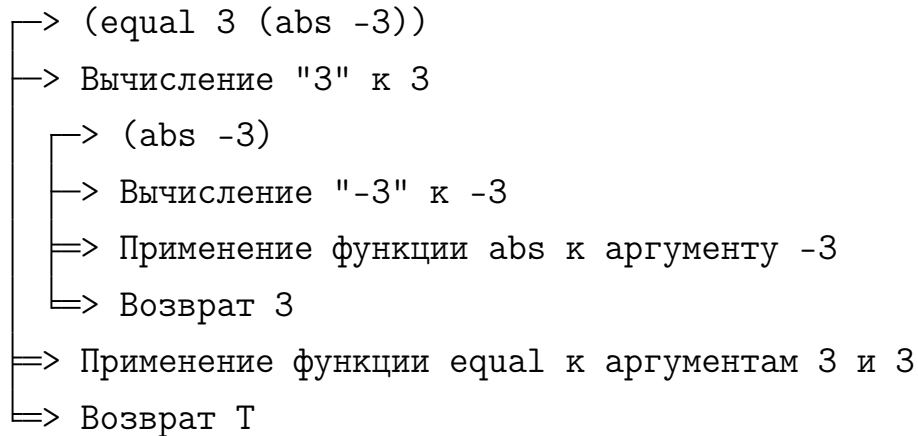 ┌─> (equal 3 (abs -3))
├─> Вычисление "3" к 3
│ ┌─> (abs -3)
│ ├─> Вычисление "-3" к -3
│ ╞═> Применение функции abs к аргументу -3
│ ╘═> Возврат 3
╞═> Применение функции equal к аргументам 3 и 3
╘═> Возврат T